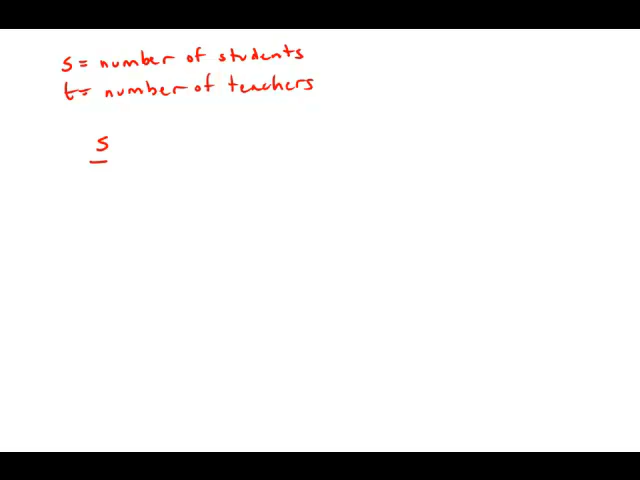 s = number of students
t = number of teachers
s